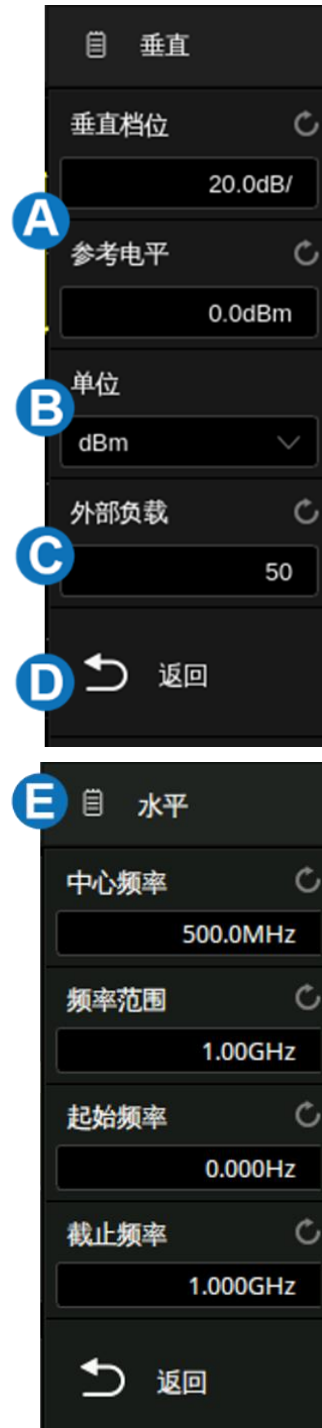 垂直
垂直档位
20.0dB/
A
参考电平
0.0dBm
单位
B
dBm
外部负载
C
50
D
返回
E
水平
中心频率
500.0MHz
频率范围
1.00GHz
起始频率
0.000Hz
截止频率
1.000GHz
返回